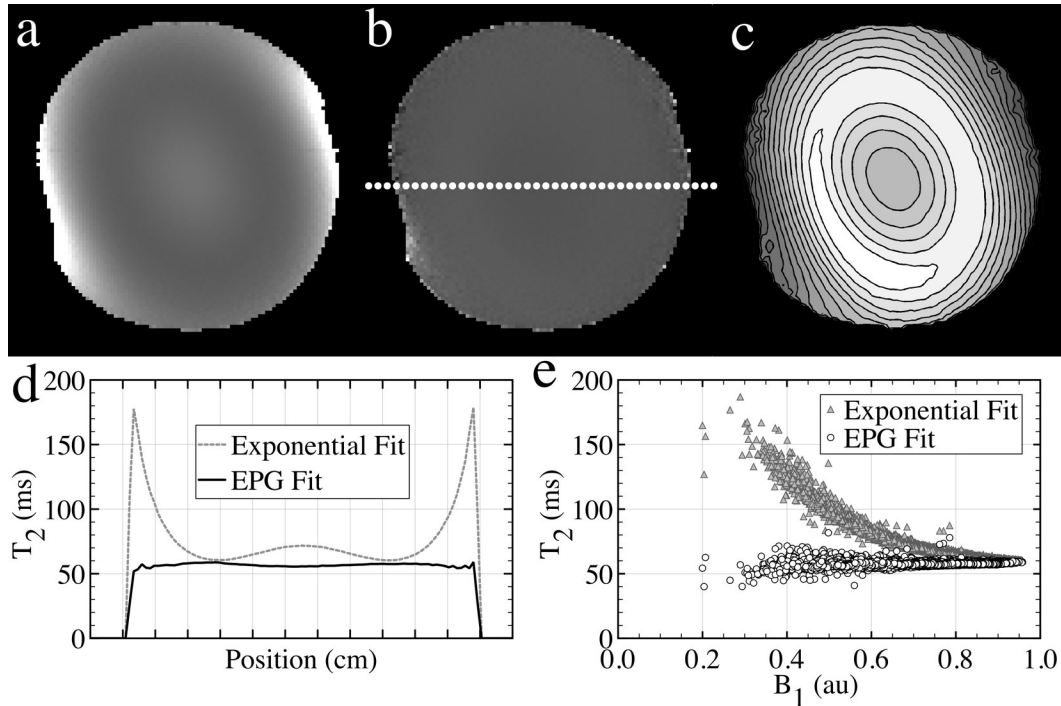 a
b
c
d
200
150
100
50
0
T2 (ms)
Exponential Fit
EPG Fit
Position (cm)
e
200
150
100
50
0
T2 (ms)
Exponential Fit
EPG Fit
0.0 0.2 0.4 0.6 0.8 1.0
B1 (au)